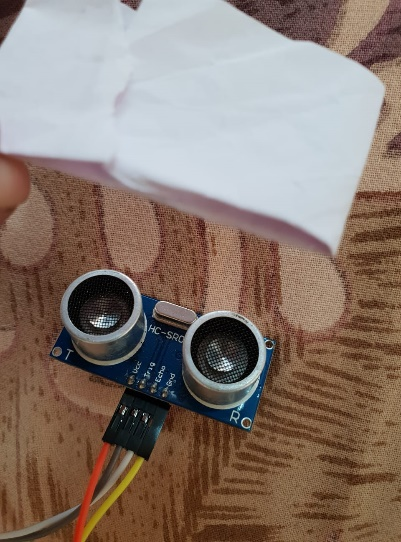 HC-SR0
T
Vcc
Trig
Echo
Gnd
R